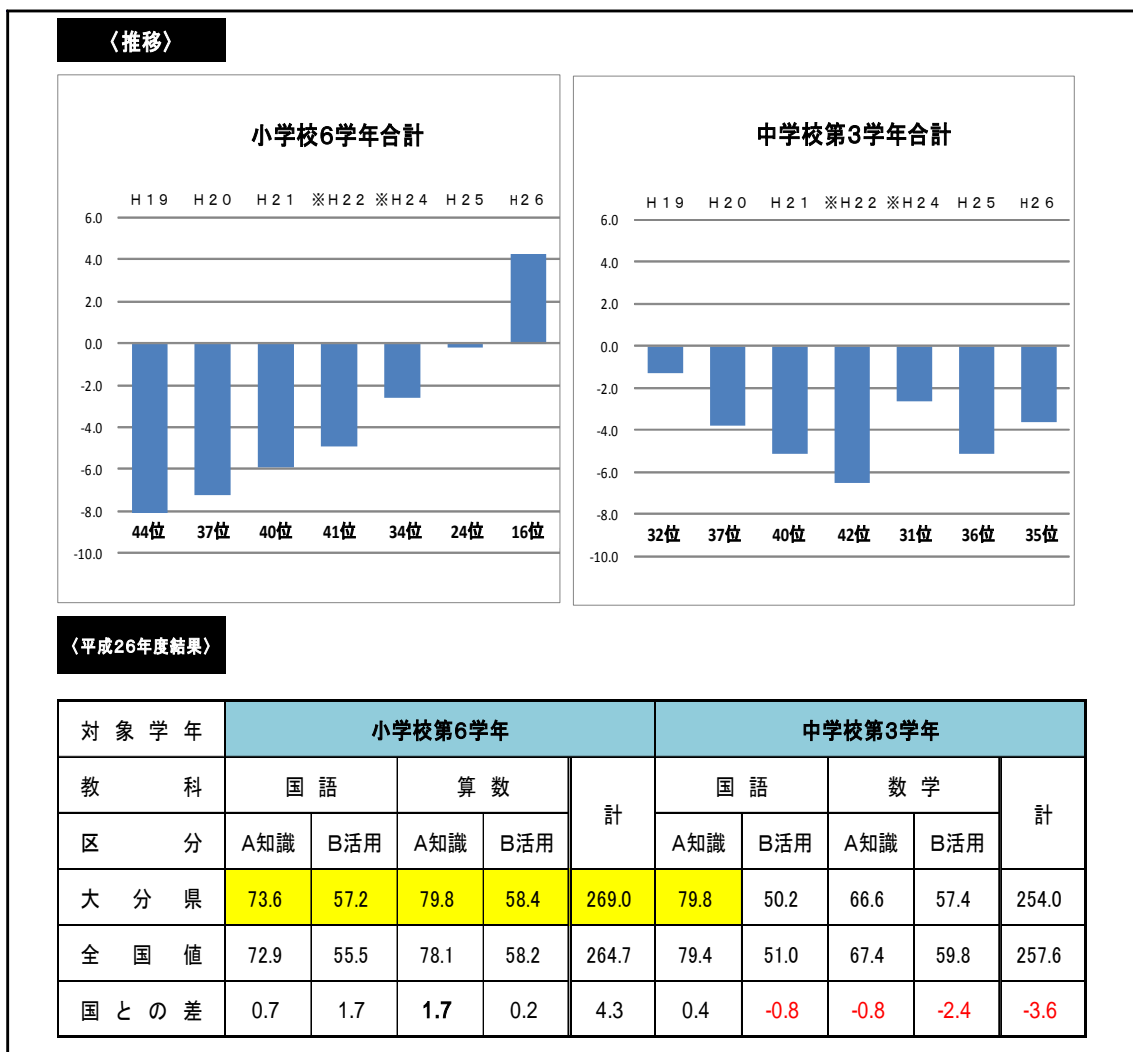 〈推移〉
小学校6学年合計
H19 H20 H21 ※H22 ※H24 H25 H26
6.0
4.0
2.0
0.0
-2.0
-4.0
-6.0
-8.0
-10.0
44位 37位 40位 41位 34位 24位 16位
中学校第3学年合計
H19 H20 H21 ※H22 ※H24 H25 H26
6.0
4.0
2.0
0.0
-2.0
-4.0
-6.0
-8.0
-10.0
32位 37位 40位 42位 31位 36位 35位
〈平成26年度結果〉
対象学年 小学校第6学年 中学校第3学年
教科 国語 算数 計 国語 数学 計
区分 A知識 B活用 A知識 B活用 A知識 B活用 A知識 B活用
大分県 73.6 57.2 79.8 58.4 269.0 79.8 50.2 66.6 57.4 254.0
全国値 72.9 55.5 78.1 58.2 264.7 79.4 51.0 67.4 59.8 257.6
国との差 0.7 1.7 1.7 0.2 4.3 0.4 -0.8 -0.8 -2.4 -3.6